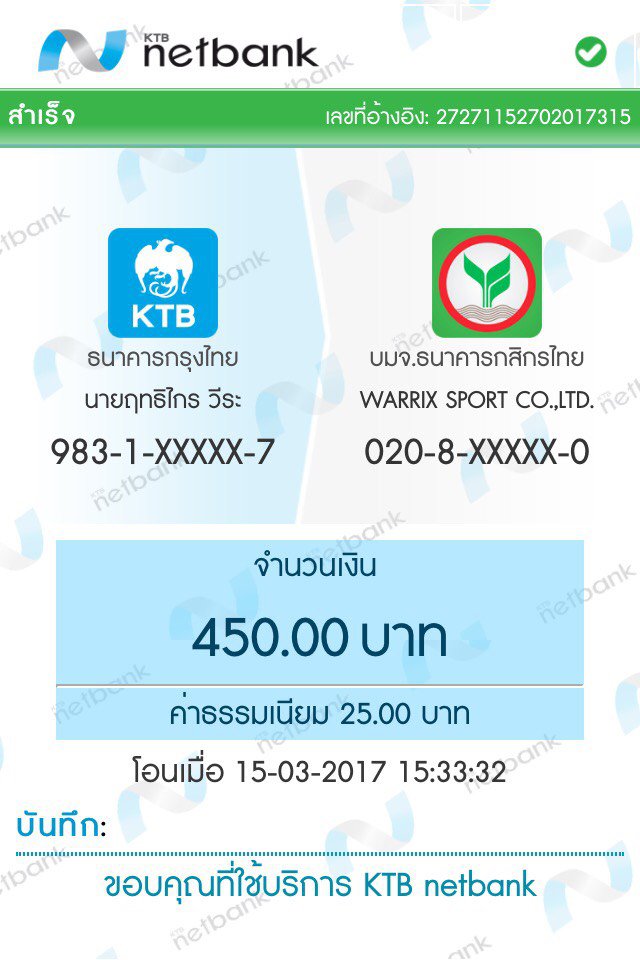 KTB
netbank
สำเร็จ
เลขที่อ้างอิง: 27271152702017315
KTB
ธนาคารกรุงไทย
บมจ.ธนาคารกสิกรไทย
นายฤทธิไกร วีระ
WARRIX SPORT CO.,LTD.
983-1-XXXXX-7
020-8-XXXXX-0
จำนวนเงิน
450.00 บาท
ค่าธรรมเนียม 25.00 บาท
โอนเมื่อ 15-03-2017 15:33:32
บันทึก:
ขอบคุณที่ใช้บริการ KTB netbank